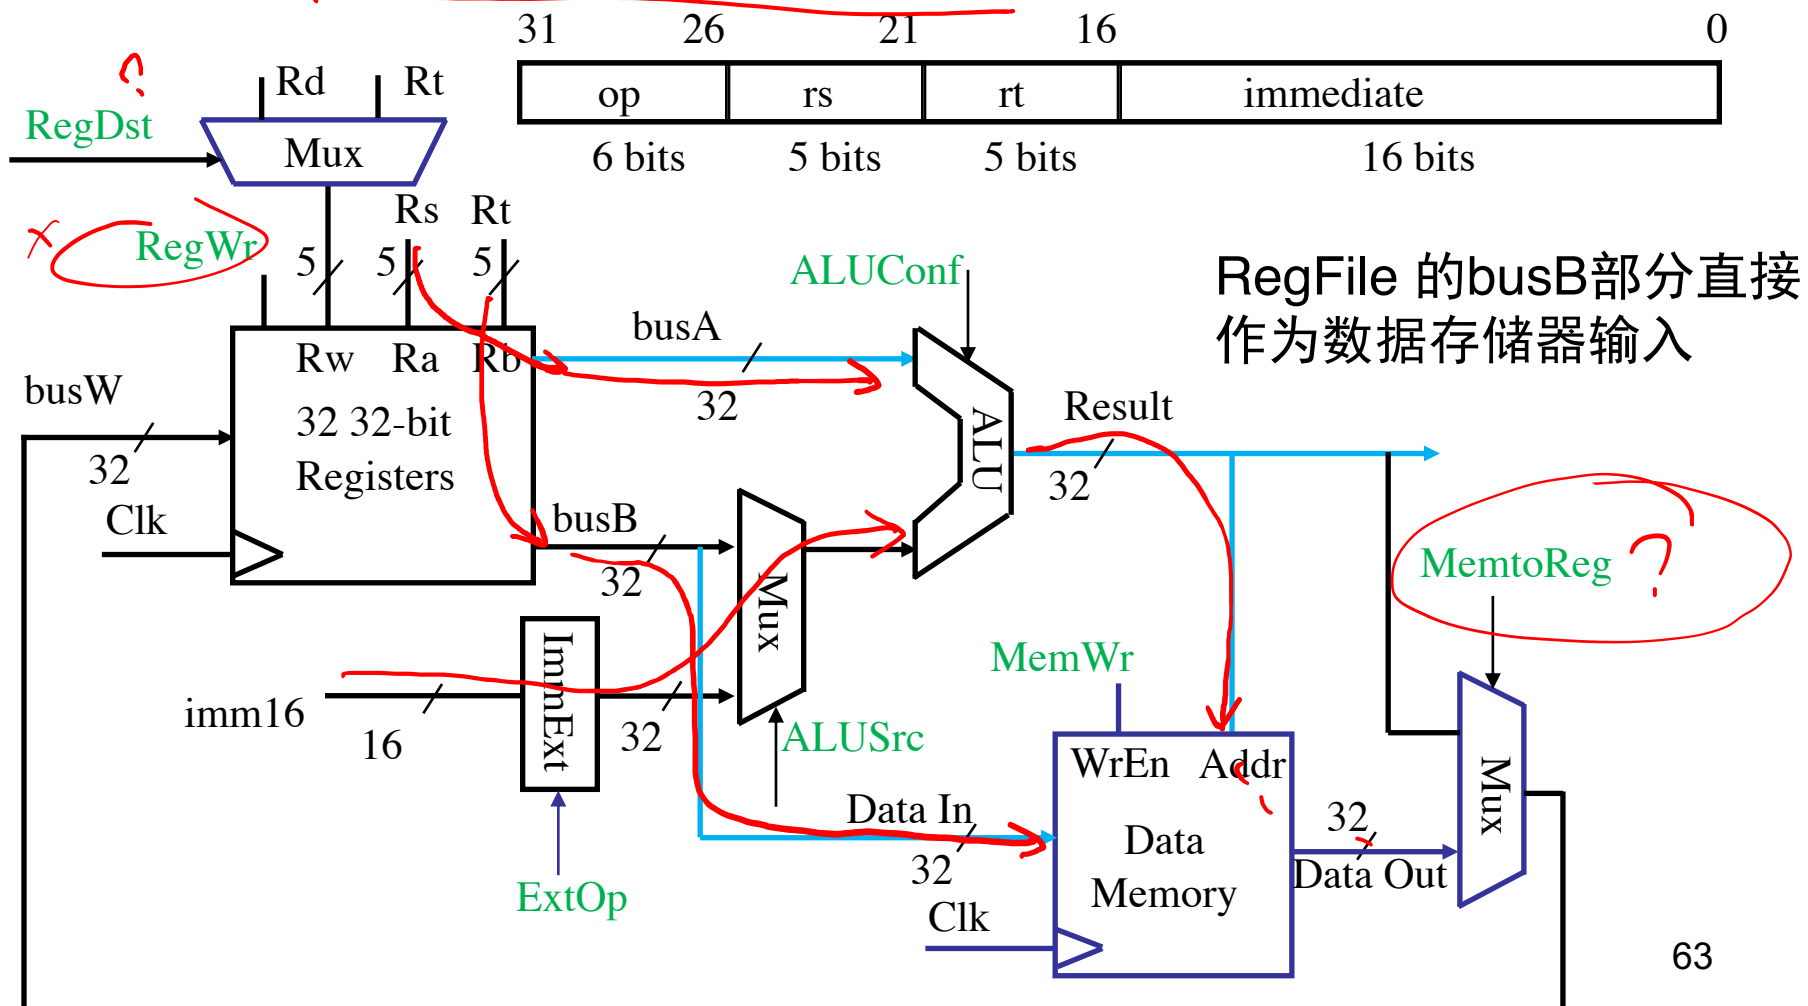 31 26 21 16 0
op rs rt immediate
6 bits 5 bits 5 bits 16 bits
?
Rd Rt
RegDst
Mux
Rs Rt
x RegWr
5 5 5
ALUConf
RegFile 的busB部分直接
作为数据存储器输入
busA
32
Rw Ra Rb
busW
32
32 32-bit
Registers
Clk
ALU
Result
32
busB
32
Mux
MemtoReg ?
imm16
16
ImmExt
32
ALUSrc
ExtOp
MemWr
WrEn Addr
Data In
32
Data
Memory
Clk
32
Data Out
Mux
63